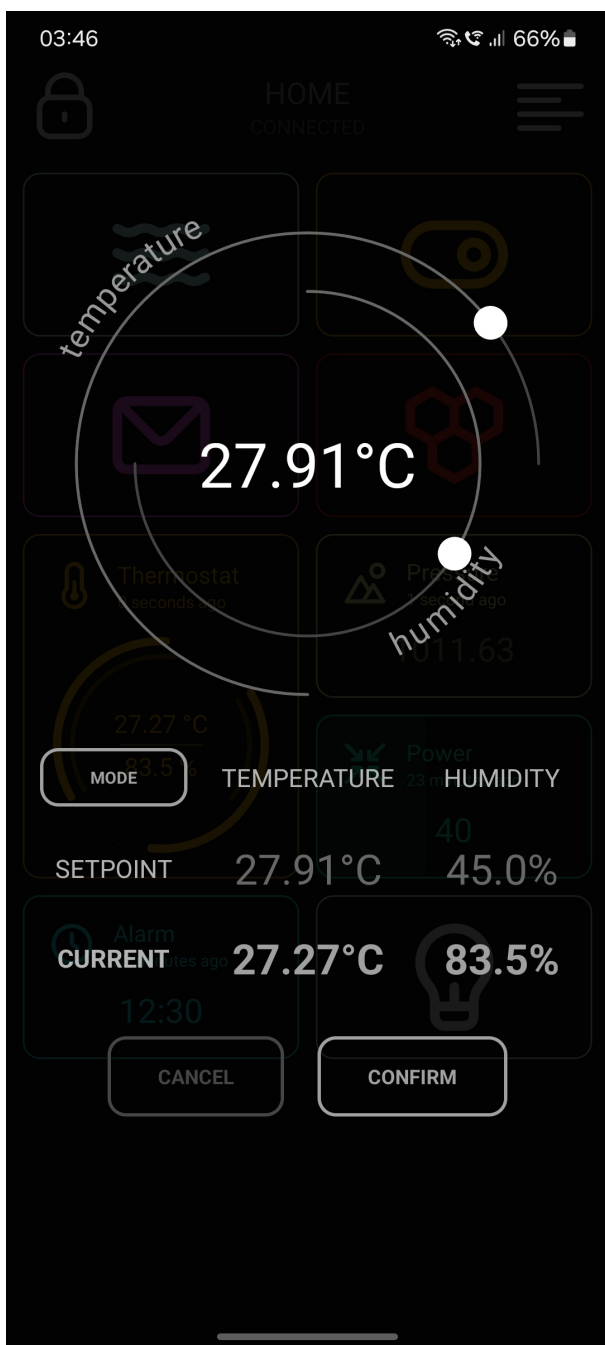 03:46 66%
HOME
CONNECTED
temperature
27.91°C
humidity
Thermostat
seconds ago
Pressure
1 second ago
1011.63
27.27 °C
83.5 %
Power
23 m
40
MODE TEMPERATURE HUMIDITY
SETPOINT 27.91°C 45.0%
Alarm
utes ago
CURRENT 27.27°C 83.5%
12:30
CANCEL CONFIRM